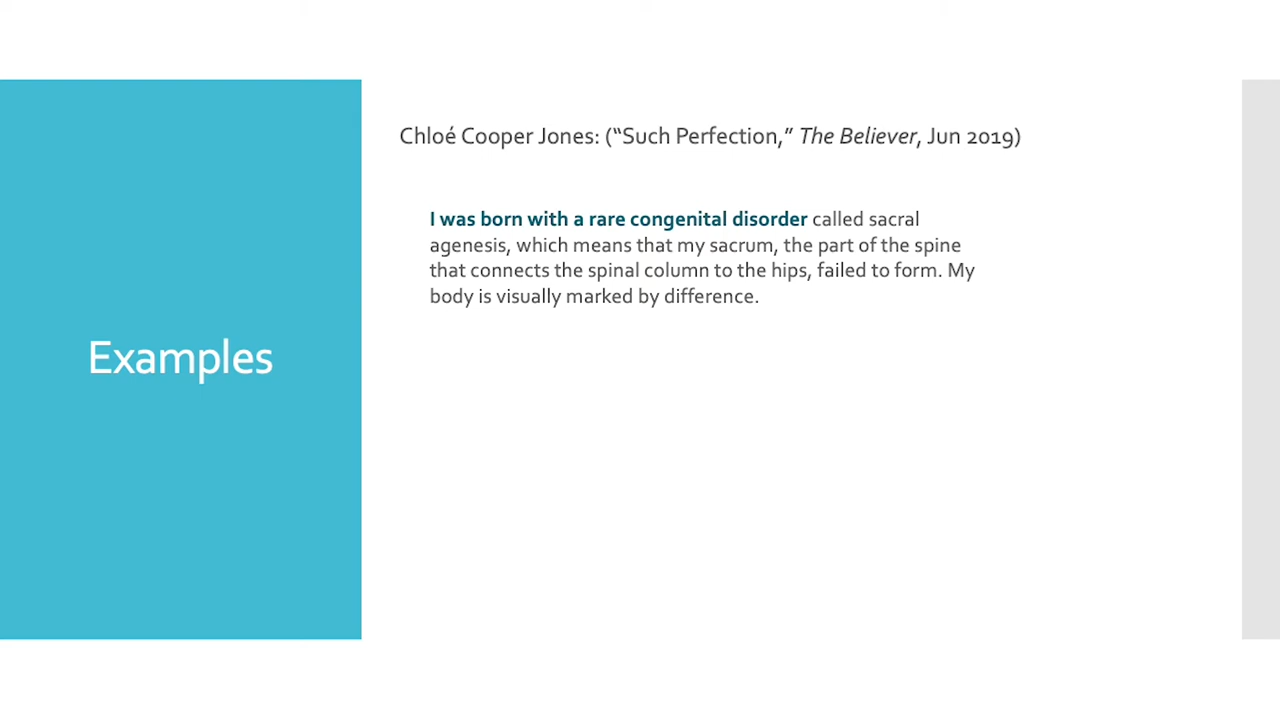 Chloé Cooper Jones: (“Such Perfection,” The Believer, Jun 2019)
I was born with a rare congenital disorder called sacral
agenesis, which means that my sacrum, the part of the spine
that connects the spinal column to the hips, failed to form. My
body is visually marked by difference.
Examples